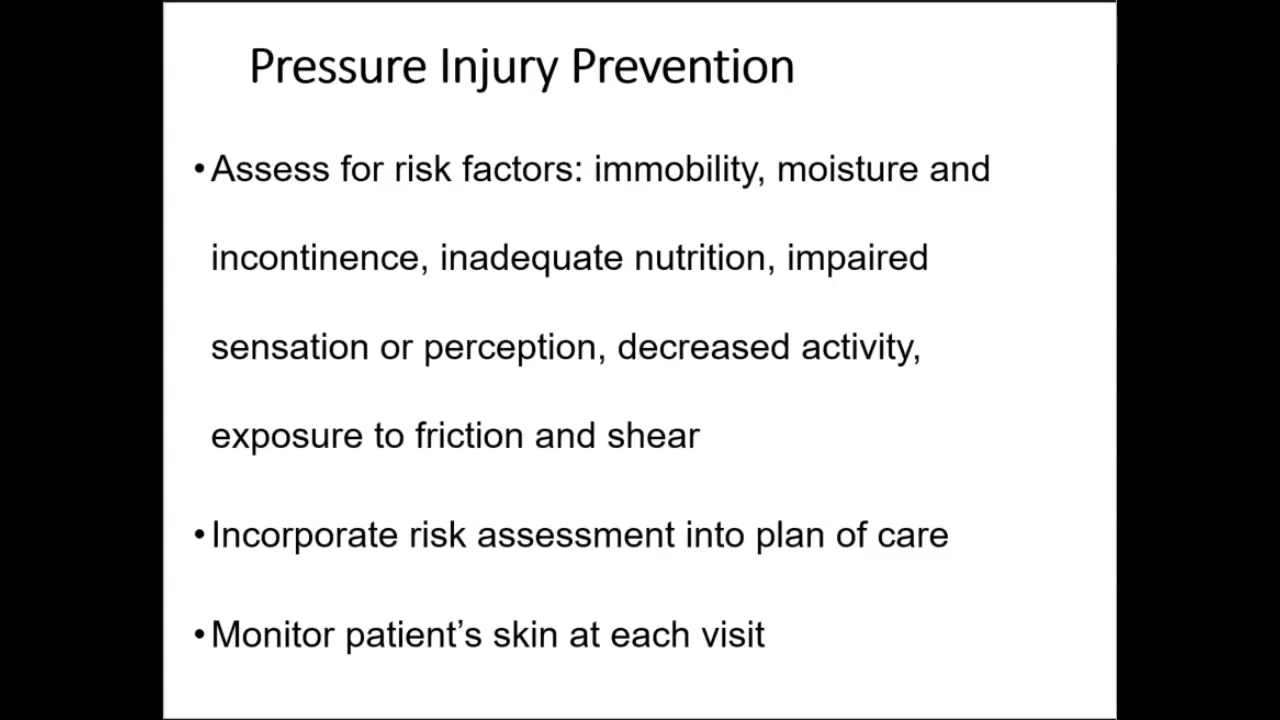 Pressure Injury Prevention
•Assess for risk factors: immobility, moisture and
incontinence, inadequate nutrition, impaired
sensation or perception, decreased activity,
exposure to friction and shear
•Incorporate risk assessment into plan of care
•Monitor patient’s skin at each visit